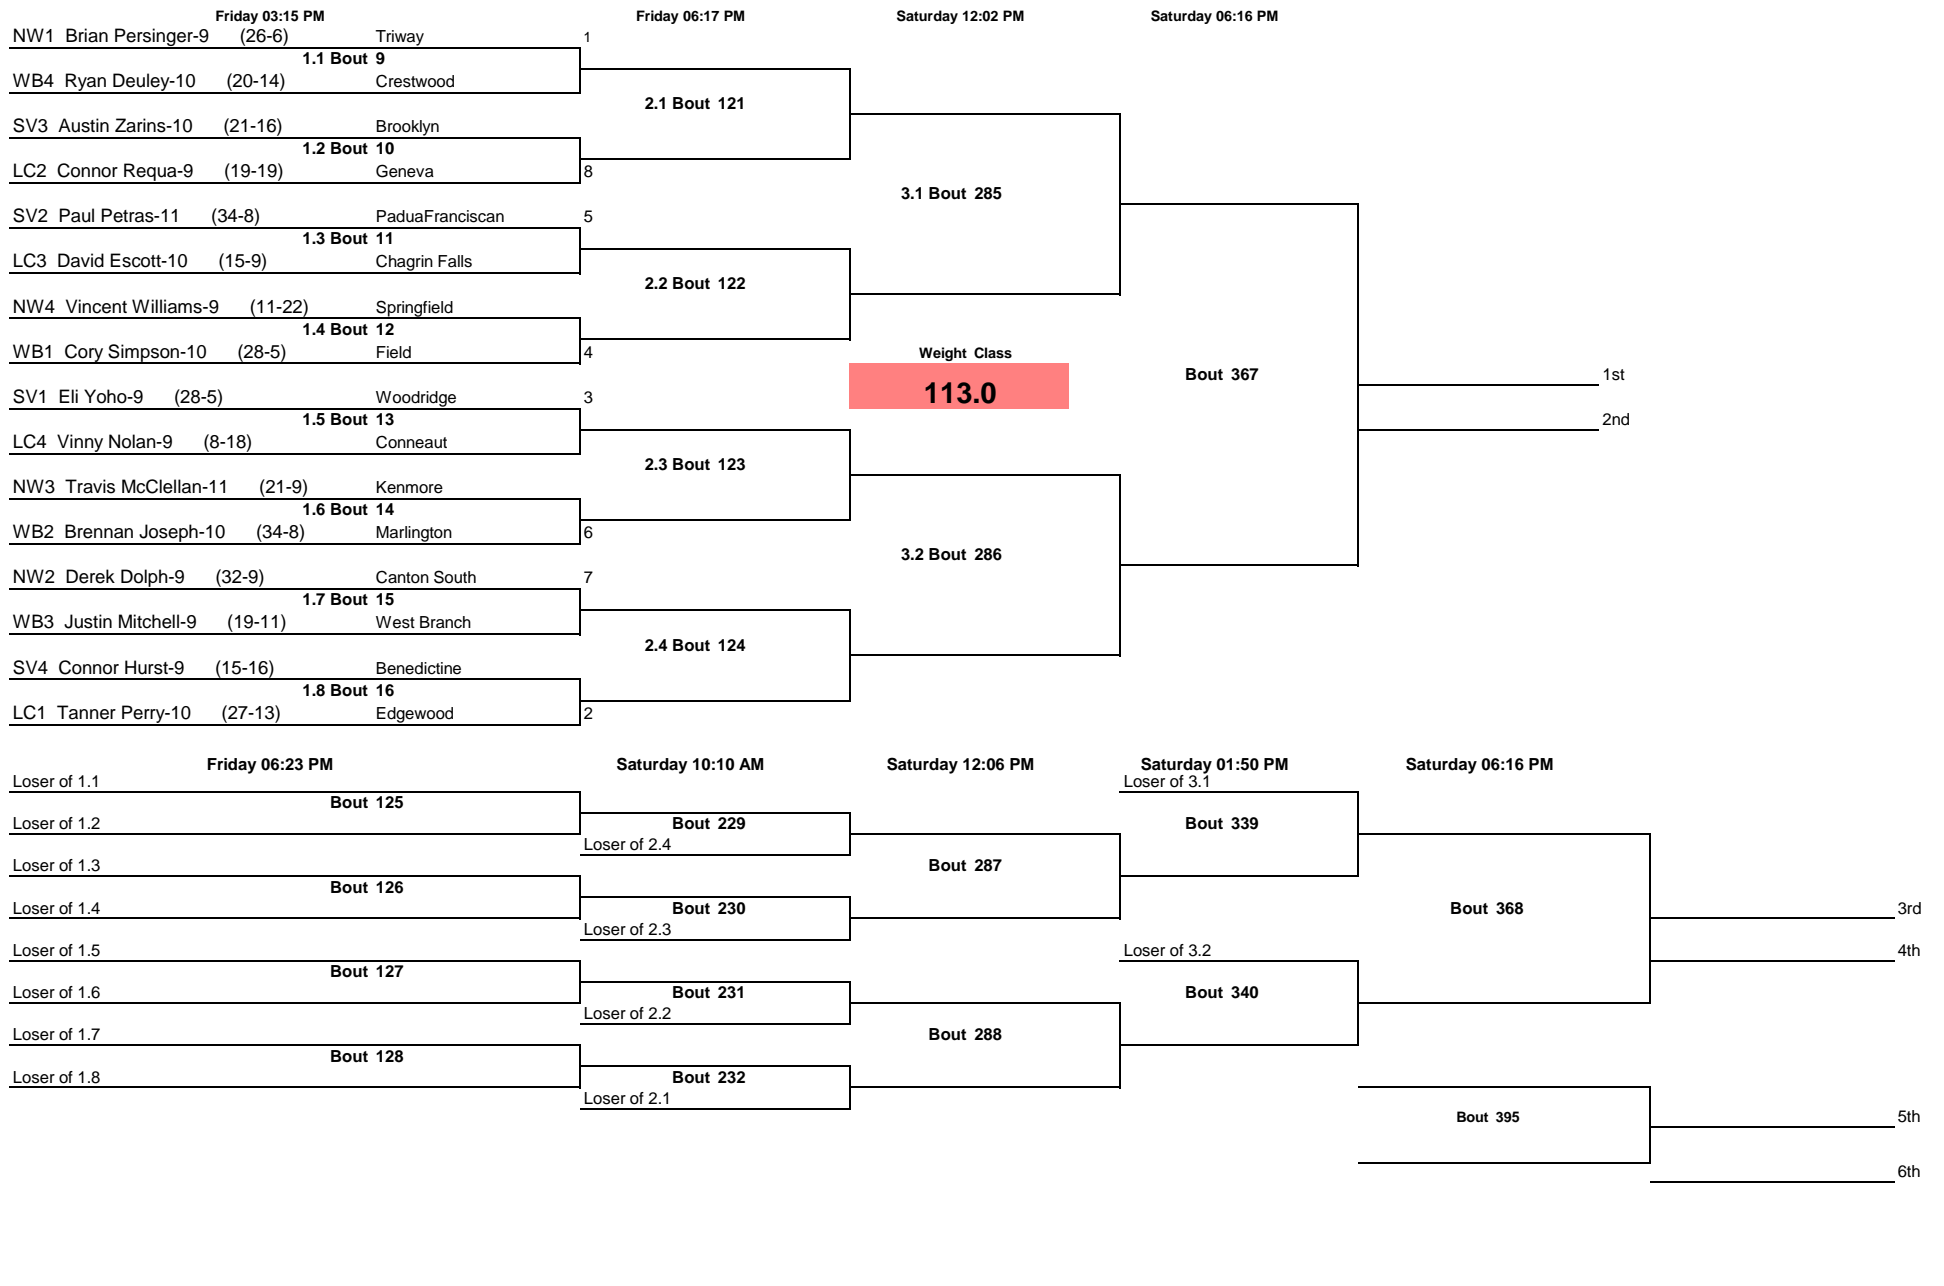 Friday 03:15 PM Friday 06:17 PM Saturday 12:02 PM Saturday 06:16 PM
NW1 Brian Persinger-9 (26-6) Triway 1
1.1 Bout 9
WB4 Ryan Deuley-10 (20-14) Crestwood
2.1 Bout 121
SV3 Austin Zarins-10 (21-16) Brooklyn
1.2 Bout 10
LC2 Connor Requa-9 (19-19) Geneva 8
3.1 Bout 285
SV2 Paul Petras-11 (34-8) PaduaFranciscan 5
1.3 Bout 11
LC3 David Escott-10 (15-9) Chagrin Falls
2.2 Bout 122
NW4 Vincent Williams-9 (11-22) Springfield
1.4 Bout 12
WB1 Cory Simpson-10 (28-5) Field 4 Weight Class
Bout 367 1st
113.0
SV1 Eli Yoho-9 (28-5) Woodridge 3
1.5 Bout 13 2nd
LC4 Vinny Nolan-9 (8-18) Conneaut
2.3 Bout 123
NW3 Travis McClellan-11 (21-9) Kenmore
1.6 Bout 14
WB2 Brennan Joseph-10 (34-8) Marlington 6
3.2 Bout 286
NW2 Derek Dolph-9 (32-9) Canton South 7
1.7 Bout 15
WB3 Justin Mitchell-9 (19-11) West Branch
2.4 Bout 124
SV4 Connor Hurst-9 (15-16) Benedictine
1.8 Bout 16
LC1 Tanner Perry-10 (27-13) Edgewood 2
Friday 06:23 PM Saturday 10:10 AM Saturday 12:06 PM Saturday 01:50 PM Saturday 06:16 PM
Loser of 1.1 Loser of 3.1
Bout 125
Loser of 1.2 Bout 229 Bout 339
Loser of 2.4
Loser of 1.3 Bout 287
Bout 126
Loser of 1.4 Bout 230 Bout 368 3rd
Loser of 2.3
Loser of 1.5 Loser of 3.2 4th
Bout 127
Loser of 1.6 Bout 231 Bout 340
Loser of 2.2
Loser of 1.7 Bout 288
Bout 128
Loser of 1.8 Bout 232
Loser of 2.1
Bout 395 5th
6th